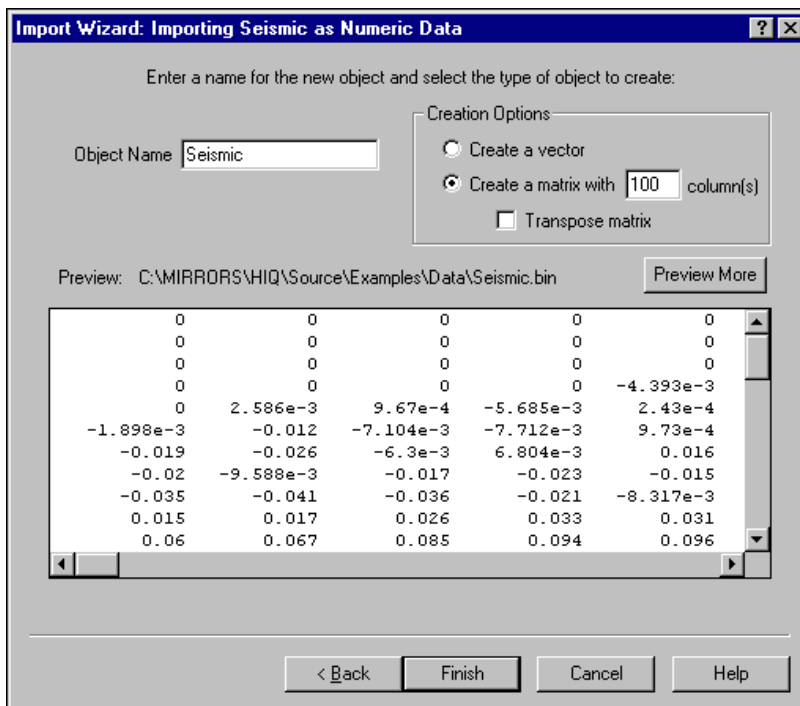 Import Wizard: Importing Seismic as Numeric Data
Enter a name for the new object and select the type of object to create:
Creation Options
Object Name Seismic
Create a vector
Create a matrix with 100 column(s)
Transpose matrix
Preview: C:\MIRRORS\HIQ\Source\Examples\Data\Seismic.bin
Preview More
0 0 0 0 0
0 0 0 0 0
0 0 0 0 0
0 0 0 0 -4.393e-3
0 2.586e-3 9.67e-4 -5.685e-3 2.43e-4
-1.898e-3 -0.012 -7.104e-3 -7.712e-3 9.73e-4
-0.019 -0.026 -6.3e-3 6.804e-3 0.016
-0.02 -9.588e-3 -0.017 -0.023 -0.015
-0.035 -0.041 -0.036 -0.021 -8.317e-3
0.015 0.017 0.026 0.033 0.031
0.06 0.067 0.085 0.094 0.096
< Back Finish Cancel Help